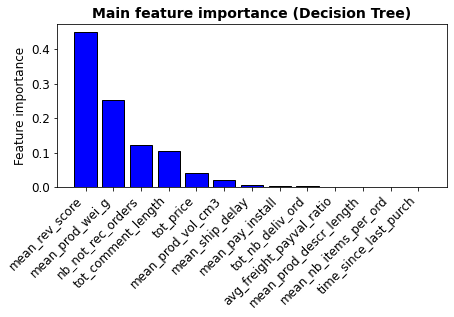 Main feature importance (Decision Tree)
Feature importance
0.4
0.3
0.2
0.1
0.0
mean_rev_score
mean_prod_wei_g
nb_not_rec_orders
tot_comment_length
tot_price
mean_prod_vol_cm3
mean_ship_delay
mean_pay_install
tot_nb_deliv_ord
avg_freight_payval_ratio
mean_prod_descr_length
mean_nb_items_per_ord
time_since_last_purch